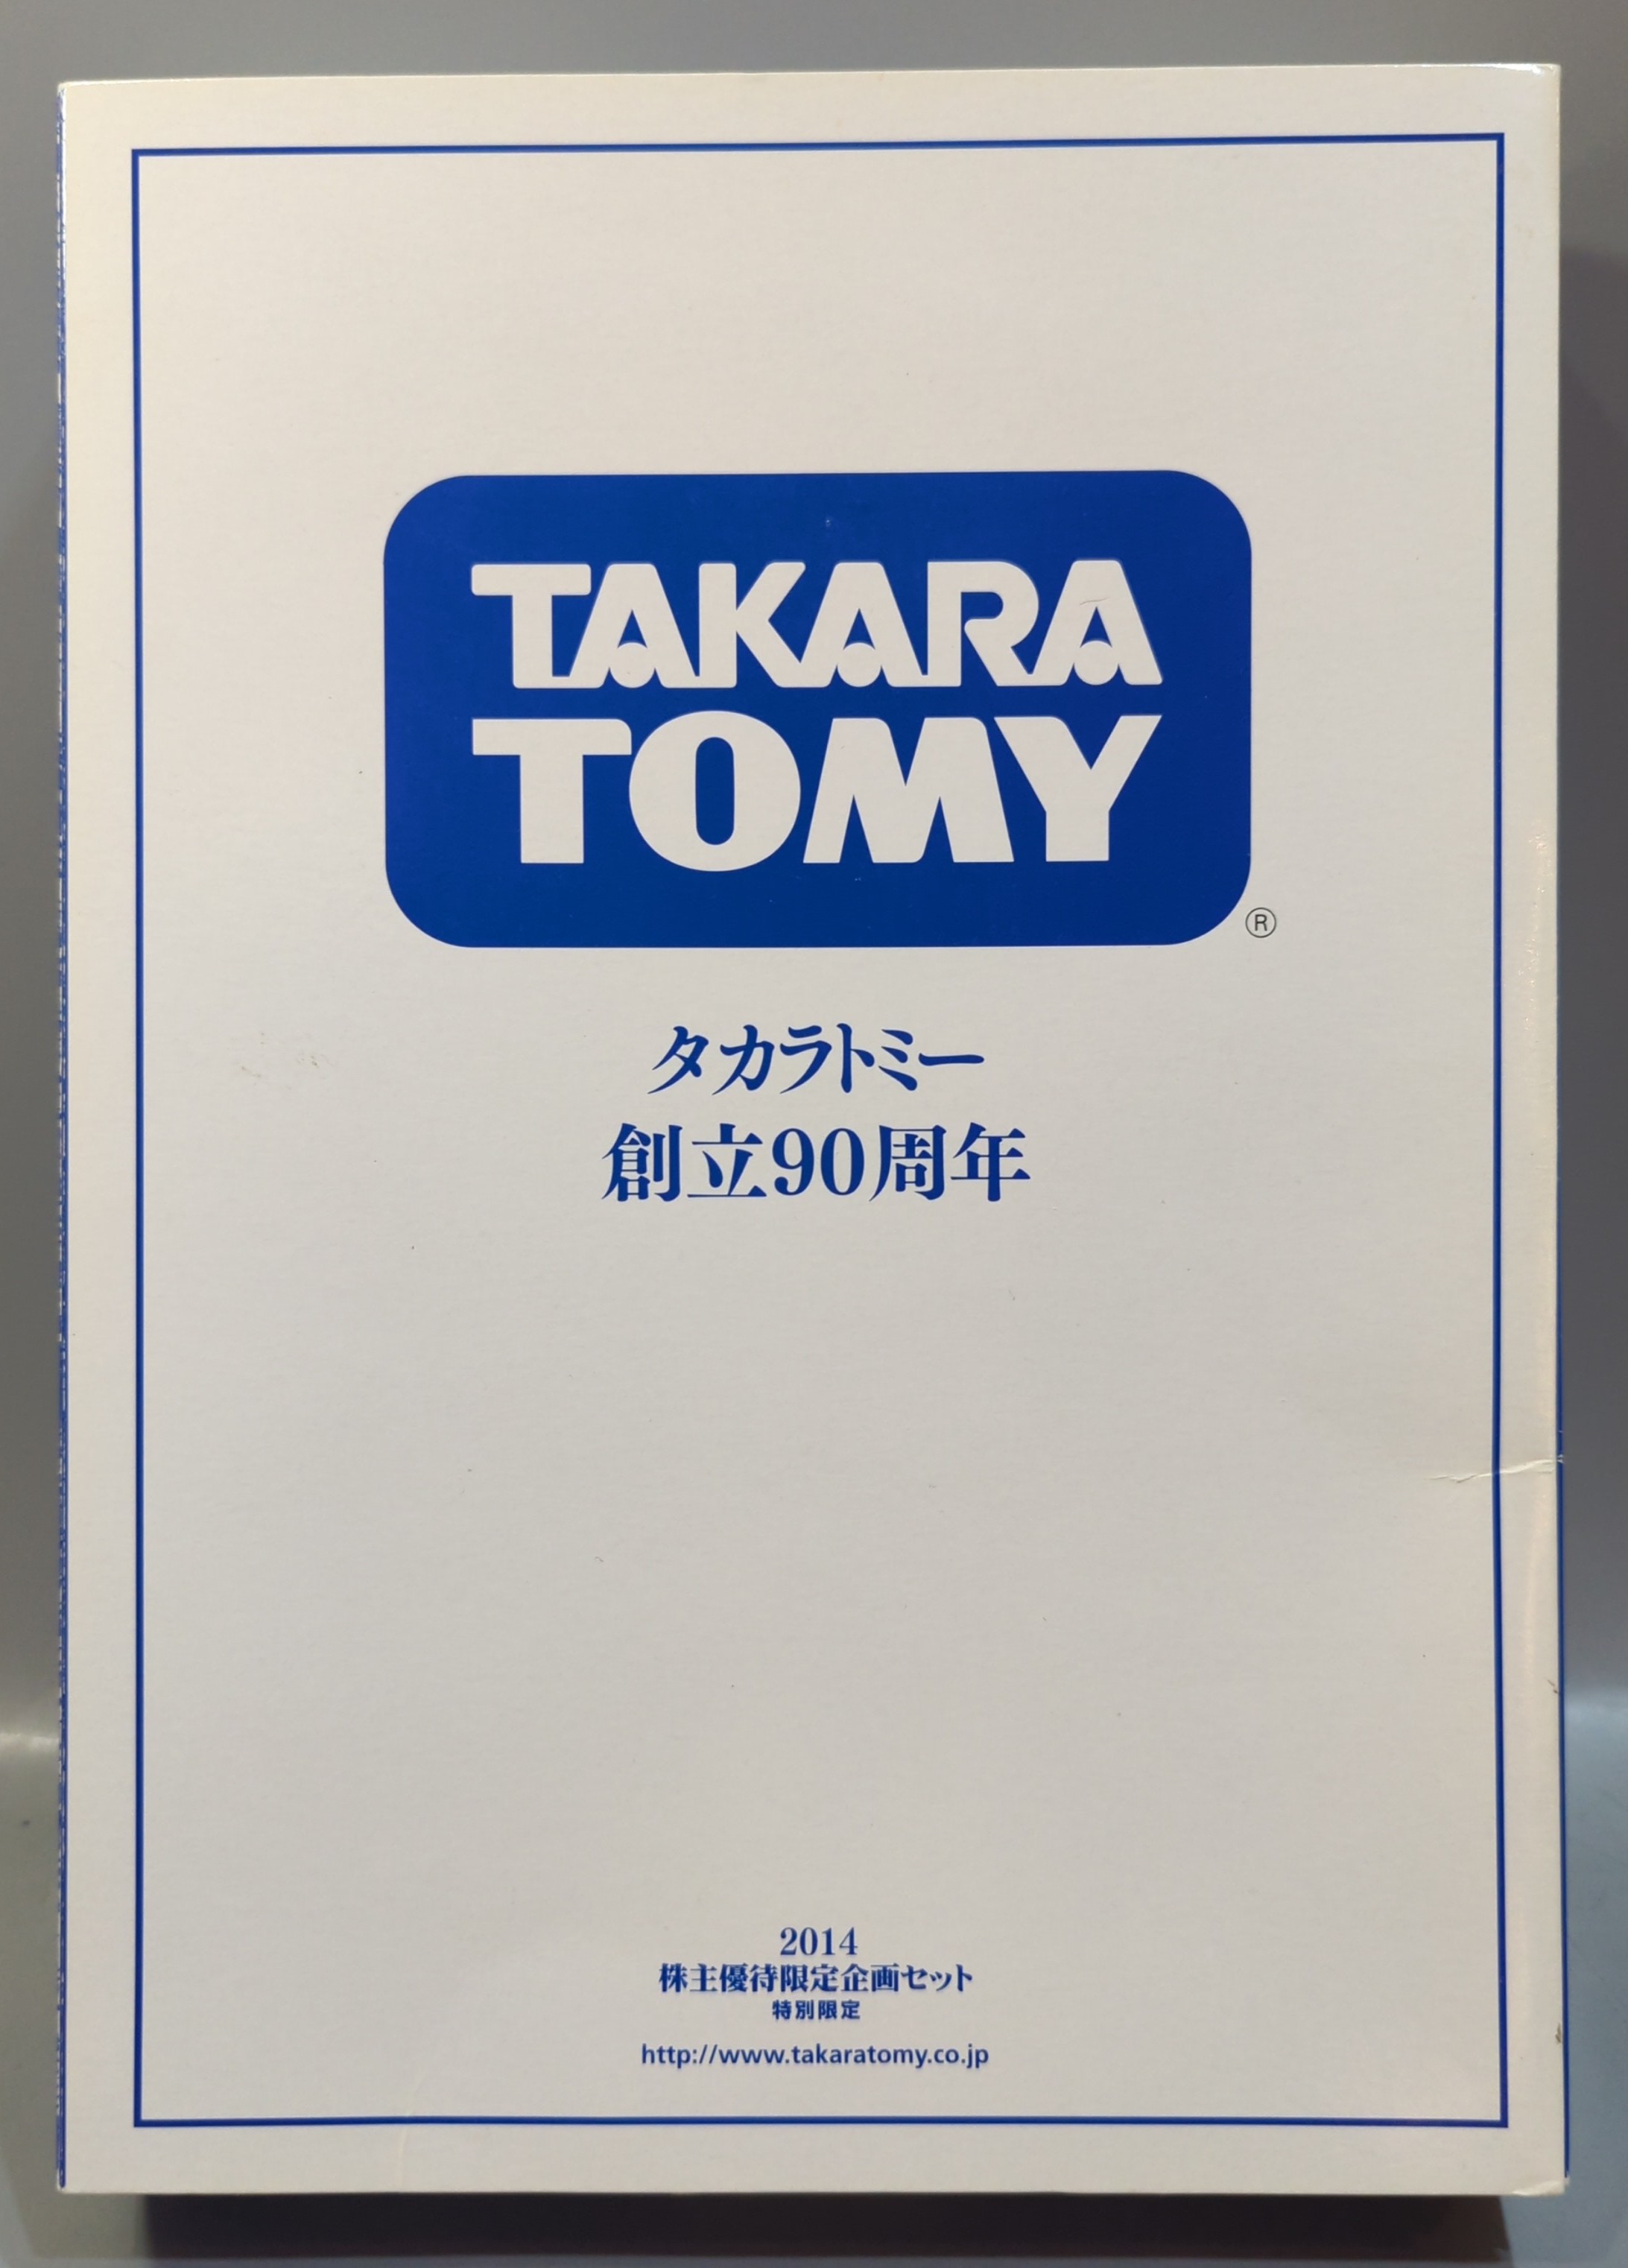 TAKARA
TOMY
®
タカラトミー
創立90周年
2014
株主優待限定企画セット
特別限定
http://www.takaratomy.co.jp